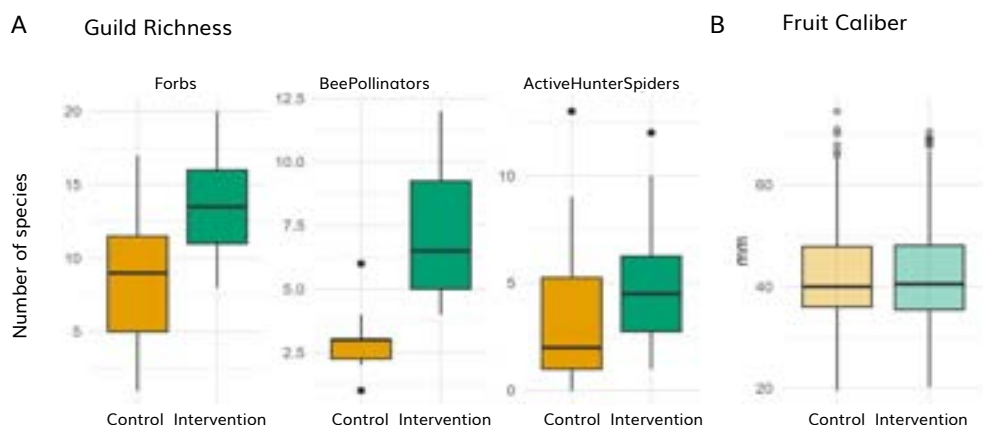 A Guild Richness
B Fruit Caliber
Forbs BeePollinators ActiveHunterSpiders
Number of species
20
15
10
5
12.5
10.0
7.5
5.0
2.5
10
5
0
mm
60
40
20
Control Intervention Control Intervention Control Intervention Control Intervention